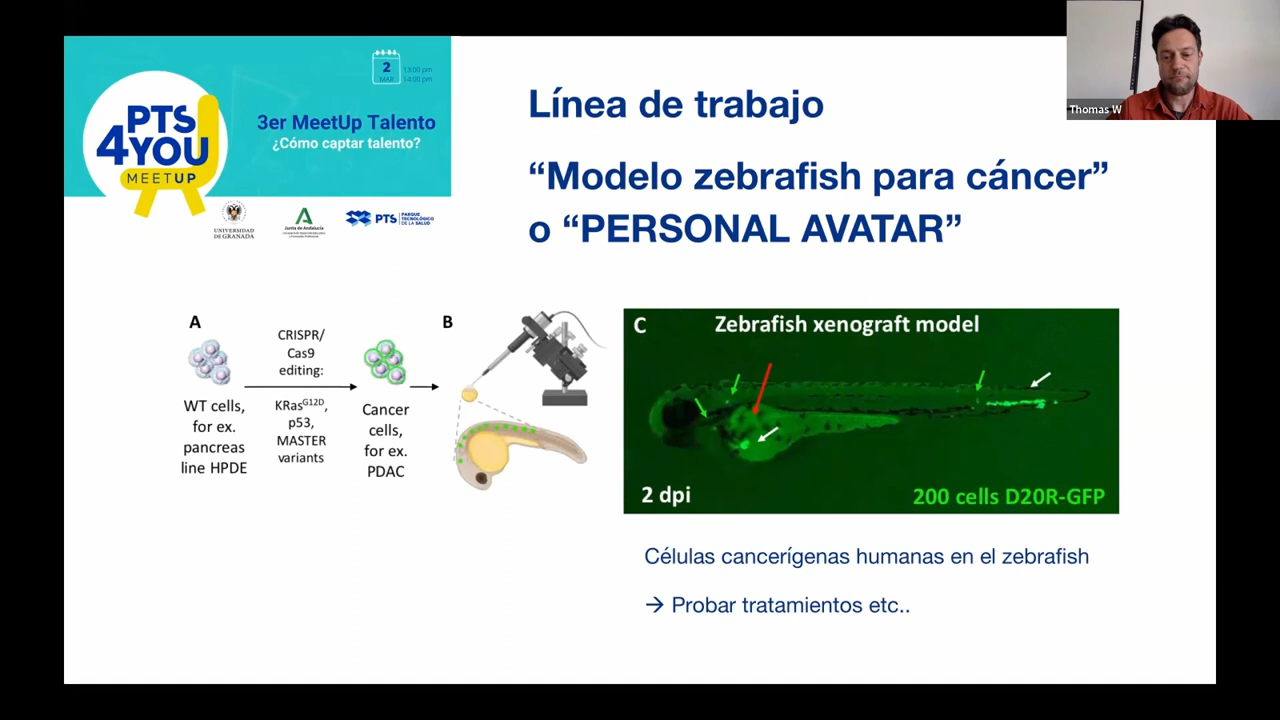 2
MAR
13:00 pm
14:00 pm
PTS
4YOU
MEETUP
3er MeetUp Talento
¿Cómo captar talento?
UNIVERSIDAD
DE GRANADA
Junta de Andalucía
PTS
PARQUE
TECNOLÓGICO
DE LA SALUD
Thomas W
Línea de trabajo
“Modelo zebrafish para cáncer”
o “PERSONAL AVATAR”
A
CRISPR/
Cas9
editing:
KRasG12D,
p53,
MASTER
variants
WT cells,
for ex.
pancreas
line HPDE
Cancer
cells,
for ex.
PDAC
B
C
Zebrafish xenograft model
2 dpi
200 cells D20R-GFP
Células cancerígenas humanas en el zebrafish
→ Probar tratamientos etc..